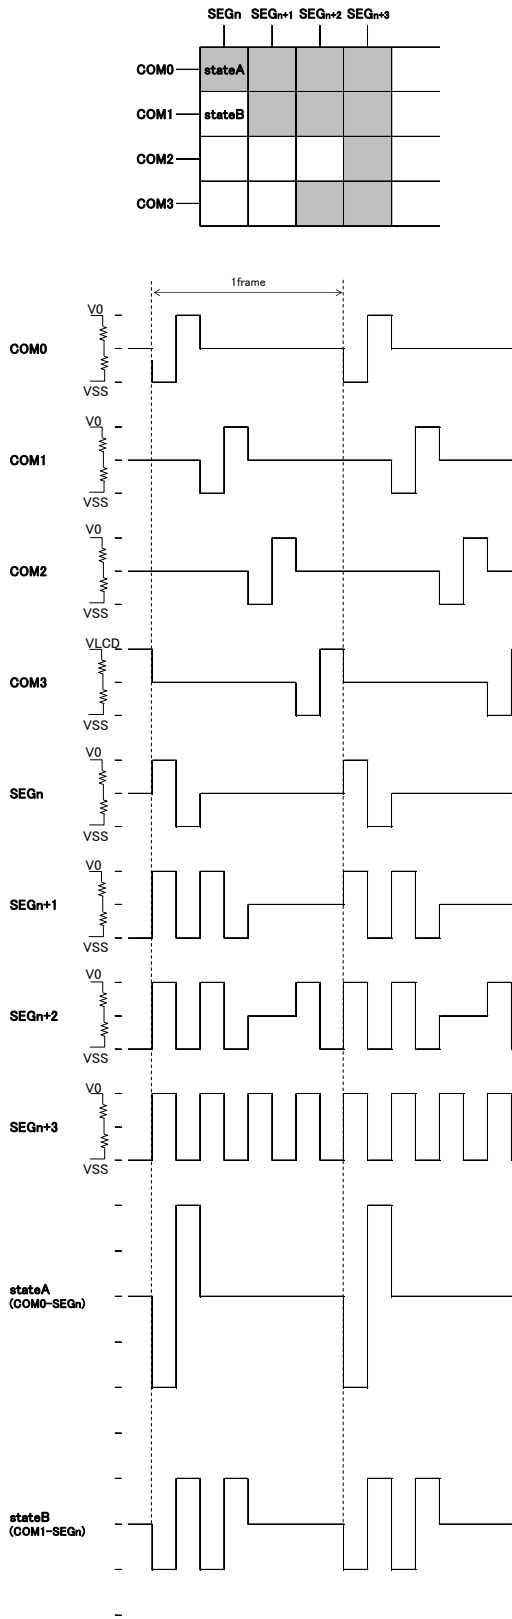 SEGn SEGn+1 SEGn+2 SEGn+3
COM0 stateA
COM1 stateB
COM2
COM3
1frame
V0
COM0
VSS
V0
COM1
VSS
V0
COM2
VSS
VLCD
COM3
VSS
V0
SEGn
VSS
V0
SEGn+1
VSS
V0
SEGn+2
VSS
V0
SEGn+3
VSS
stateA
(COM0-SEGn)
stateB
(COM1-SEGn)